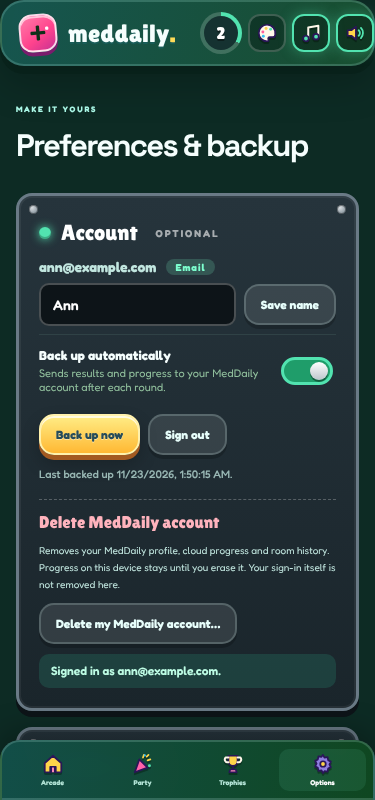 meddaily.
2
MAKE IT YOURS
Preferences & backup
Account OPTIONAL
ann@example.com Email
Ann Save name
Back up automatically
Sends results and progress to your MedDaily
account after each round.
Back up now Sign out
Last backed up 11/23/2026, 1:50:15 AM.
Delete MedDaily account
Removes your MedDaily profile, cloud progress and room history.
Progress on this device stays until you erase it. Your sign-in itself is
not removed here.
Delete my MedDaily account...
Signed in as ann@example.com.
Arcade Party Trophies Options